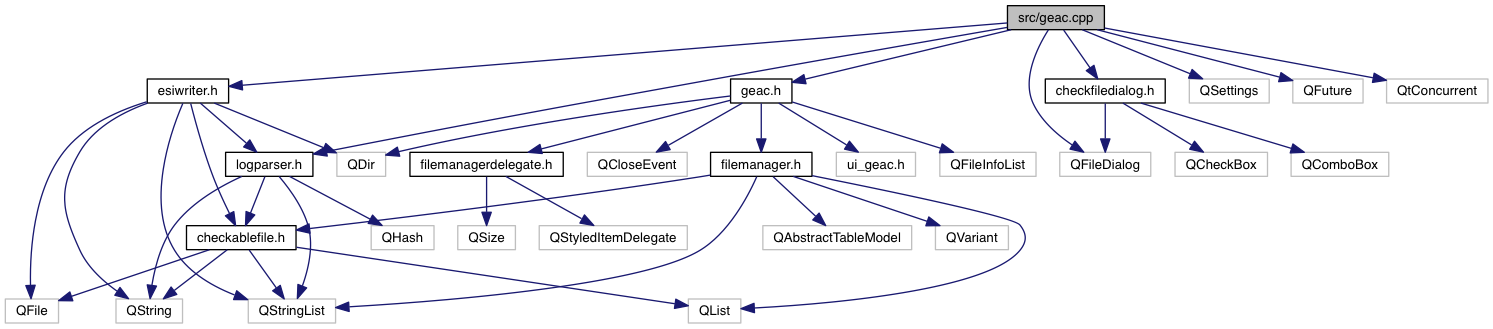 src/geac.cpp
esiwriter.h
geac.h
checkfiledialog.h
QSettings
QFuture
QtConcurrent
logparser.h
QDir
filemanagerdelegate.h
QCloseEvent
filemanager.h
ui_geac.h
QFileInfoList
QFileDialog
QCheckBox
QComboBox
checkablefile.h
QHash
QSize
QStyledItemDelegate
QAbstractTableModel
QVariant
QFile
QString
QStringList
QList